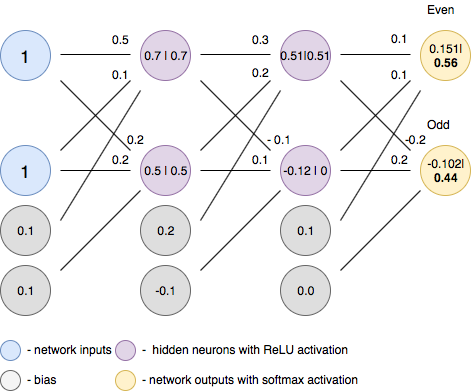 Even
0.5
0.3
0.1
1
0.7 | 0.7
0.51|0.51
0.151|
0.56
0.1
0.2
0.1
Odd
0.2
- 0.1
-0.2
0.2
0.1
0.2
1
0.5 | 0.5
-0.12 | 0
-0.102|
0.44
0.1
0.2
0.1
0.1
-0.1
0.0
- network inputs
- hidden neurons with ReLU activation
- bias
- network outputs with softmax activation